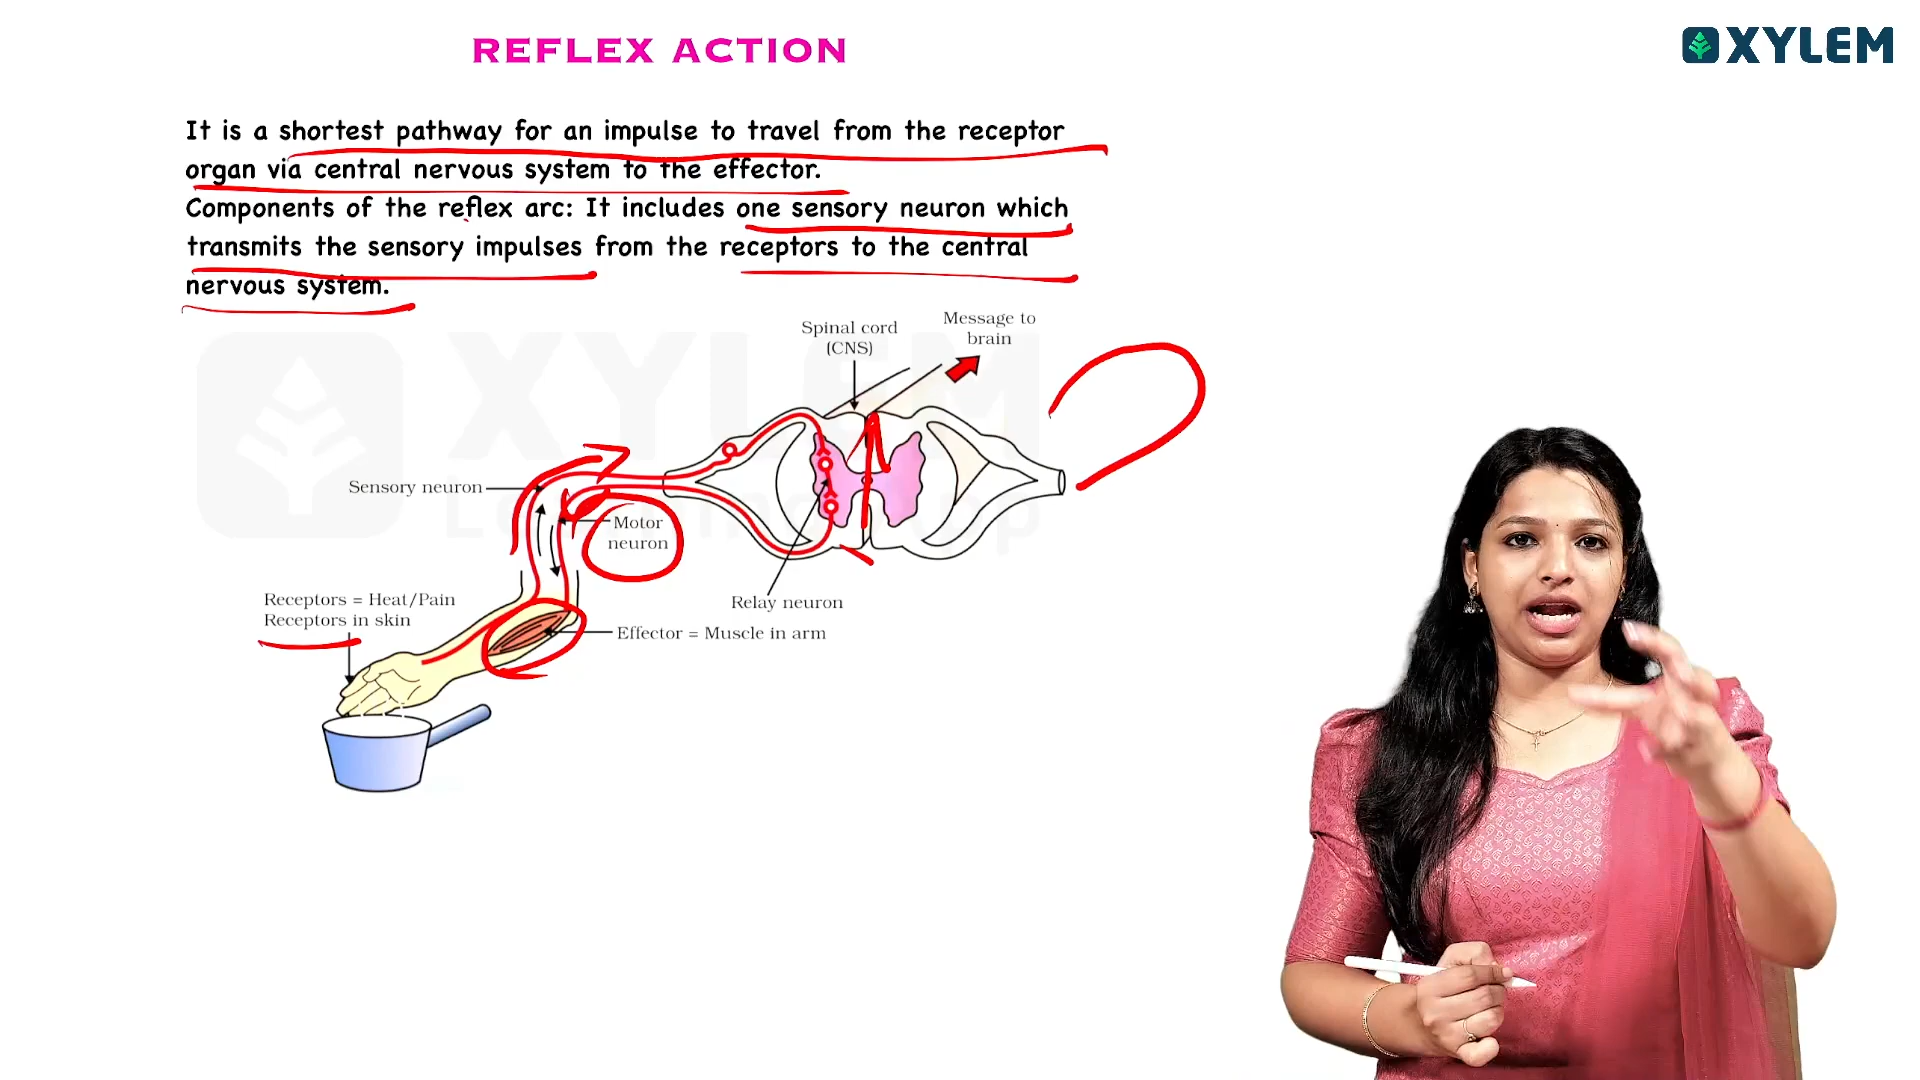 REFLEX ACTION
XYLEM
It is a shortest pathway for an impulse to travel from the receptor
organ via central nervous system to the effector.
Components of the reflex arc: It includes one sensory neuron which
transmits the sensory impulses from the receptors to the central
nervous system.
Spinal cord
(CNS)
Message to
brain
Sensory neuron
Motor
neuron
Relay neuron
Receptors = Heat/Pain
Receptors in skin
Effector = Muscle in arm
XYLEM